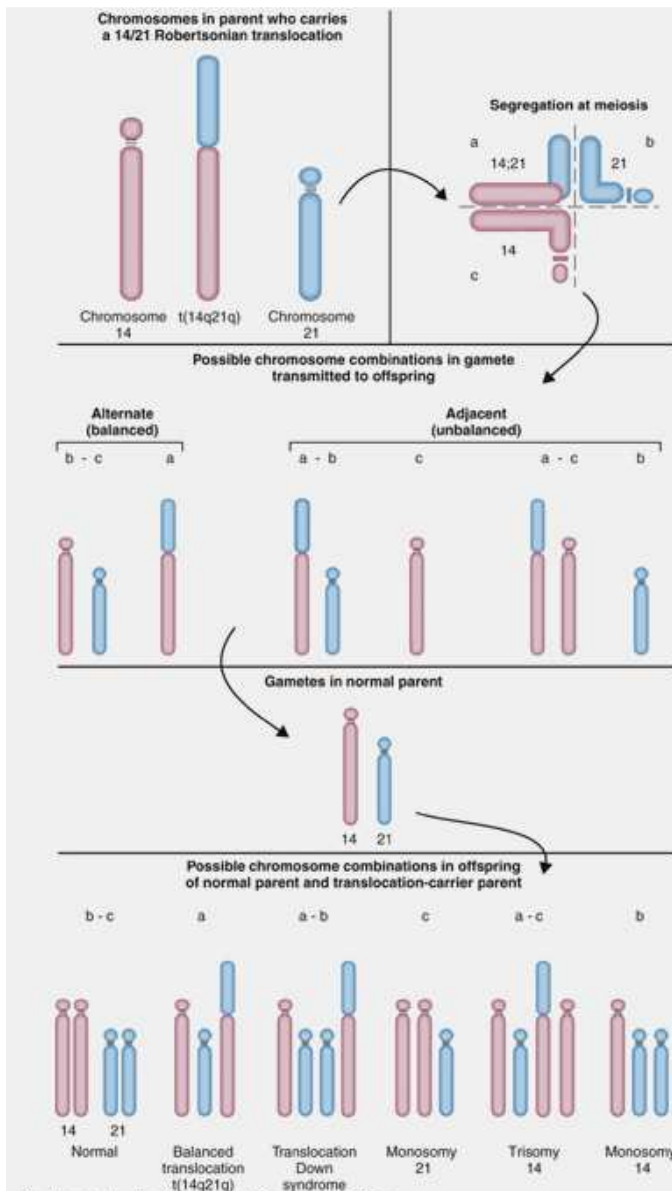 Chromosomes in parent who carries
a 14/21 Robertsonian translocation
Chromosome
14
t(14q21q)
Chromosome
21
Segregation at meiosis
a
b
14;21
21
14
c
Possible chromosome combinations in gamete
transmitted to offspring
Alternate
(balanced)
Adjacent
(unbalanced)
b - c
a
a - b
c
a - c
b
Gametes in normal parent
14
21
Possible chromosome combinations in offspring
of normal parent and translocation-carrier parent
b - c
a
a - b
c
a - c
b
14
21
Normal
Balanced
translocation
t(14q21q)
Translocation
Down
syndrome
Monosomy
21
Trisomy
14
Monosomy
14